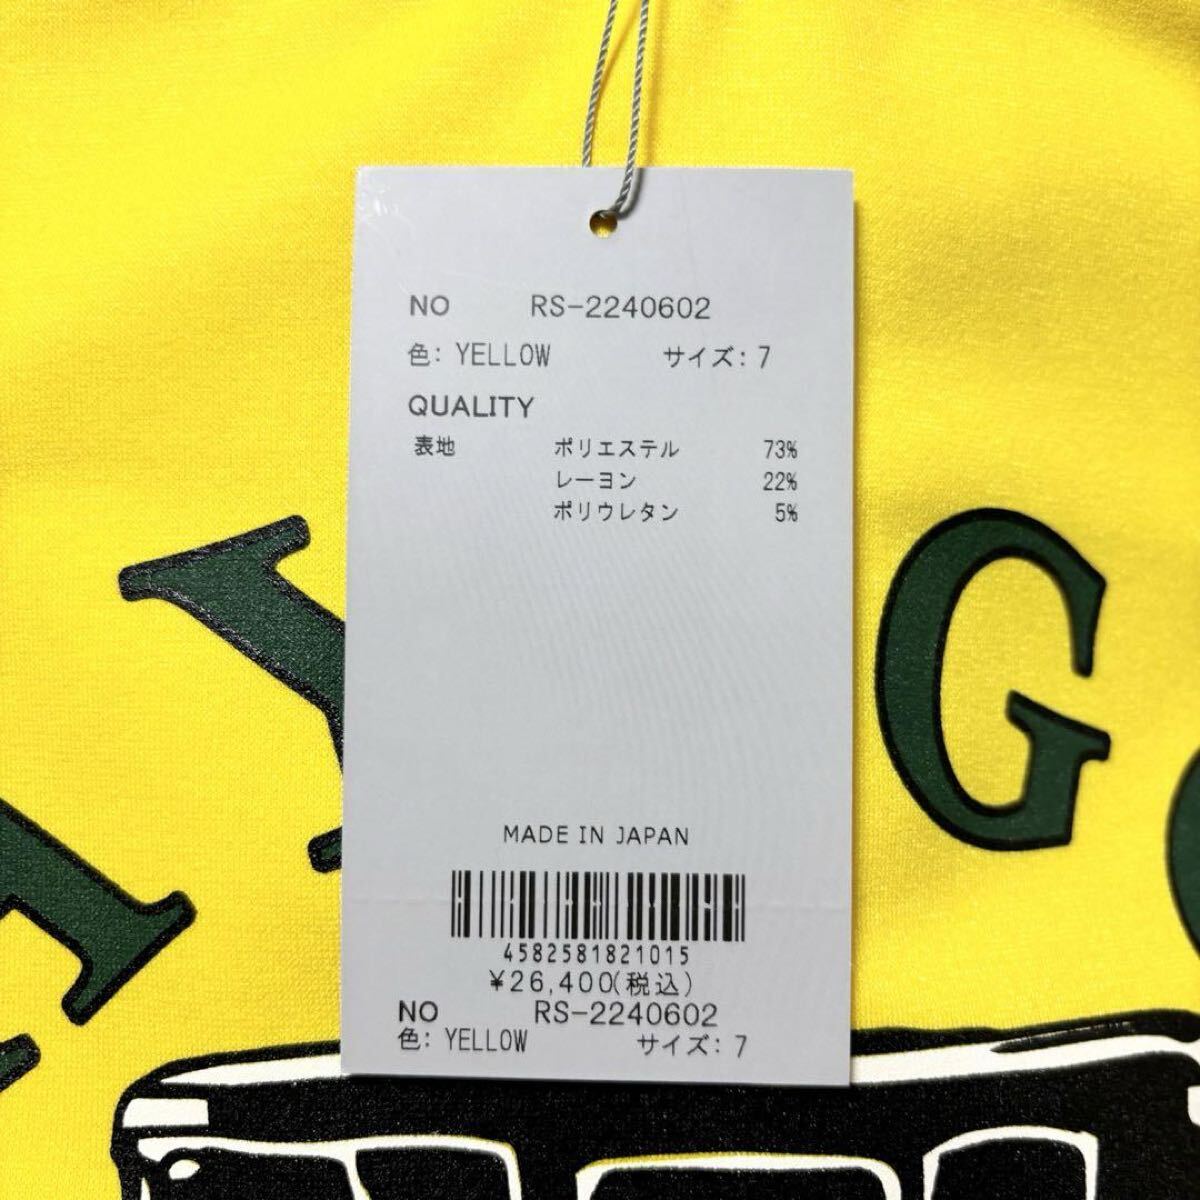 NO RS-2240602
色: YELLOW サイズ: 7
QUALITY
表地 ポリエステル 73%
レーヨン 22%
ポリウレタン 5%
Y G
MADE IN JAPAN
4582581821015
¥26,400(税込)
NO RS-2240602
色: YELLOW サイズ: 7